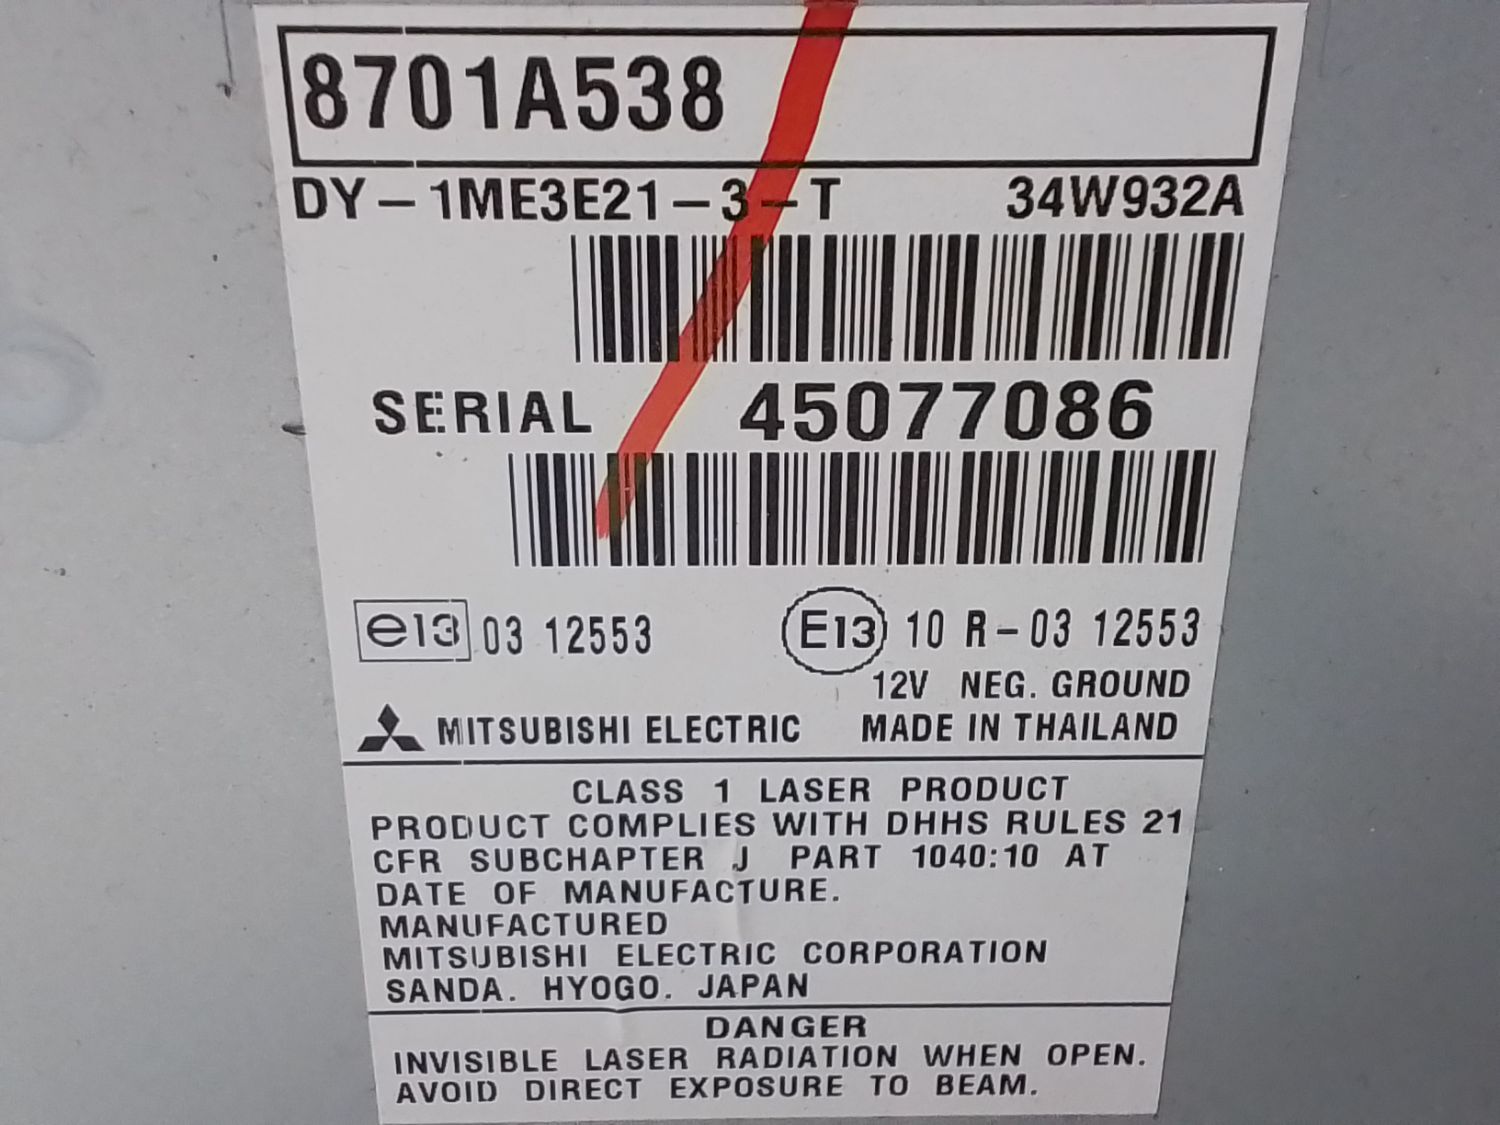 8701A538
DY-1ME3E21-3-T 34W932A
SERIAL 45077086
e13 03 12553 E13 10 R-03 12553
12V NEG. GROUND
MITSUBISHI ELECTRIC MADE IN THAILAND
CLASS 1 LASER PRODUCT
PRODUCT COMPLIES WITH DHHS RULES 21
CFR SUBCHAPTER J PART 1040:10 AT
DATE OF MANUFACTURE.
MANUFACTURED
MITSUBISHI ELECTRIC CORPORATION
SANDA. HYOGO. JAPAN
DANGER
INVISIBLE LASER RADIATION WHEN OPEN.
AVOID DIRECT EXPOSURE TO BEAM.